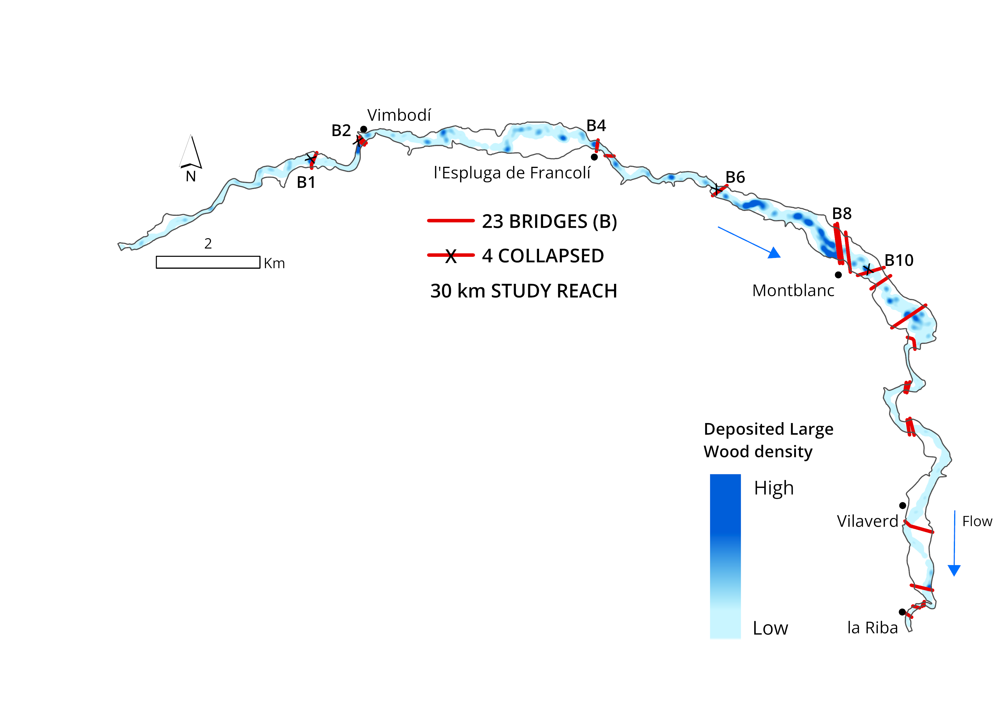 Vimbodí
B2
B4
B1
l'Espluga de Francolí
B6
N
B8
23 BRIDGES (B)
2
Km
X 4 COLLAPSED
B10
30 km STUDY REACH
Montblanc
Deposited Large
Wood density
High
Low
Vilaverd
Flow
la Riba